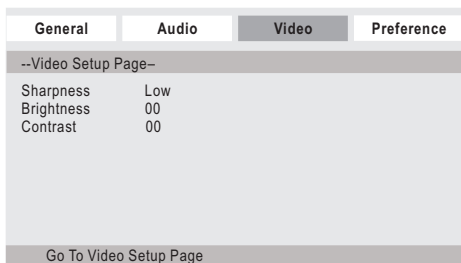 General Audio Video Preference
--Video Setup Page–
Sharpness Low
Brightness 00
Contrast 00
Go To Video Setup Page